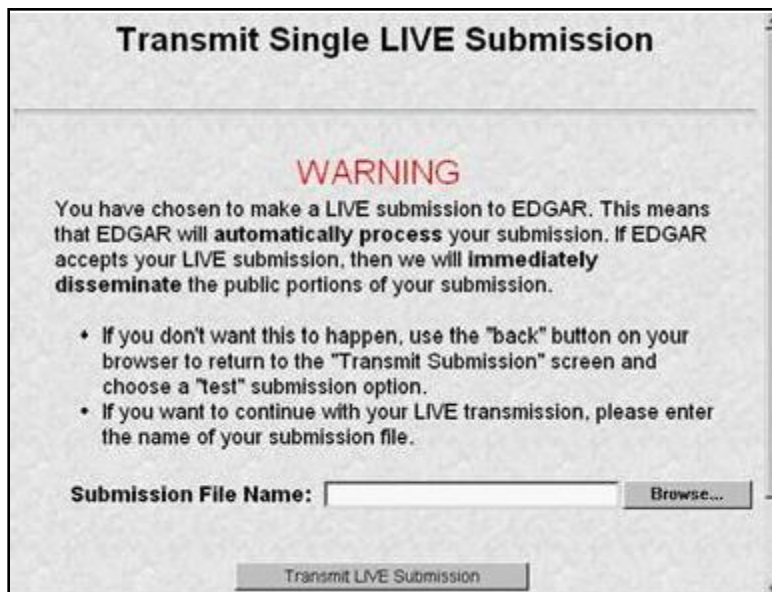 Transmit Single LIVE Submission
WARNING
You have chosen to make a LIVE submission to EDGAR. This means
that EDGAR will automatically process your submission. If EDGAR
accepts your LIVE submission, then we will immediately
disseminate the public portions of your submission.
• If you don't want this to happen, use the "back" button on your
browser to return to the "Transmit Submission" screen and
choose a "test" submission option.
• If you want to continue with your LIVE transmission, please enter
the name of your submission file.
Submission File Name: Browse...
Transmit LIVE Submission